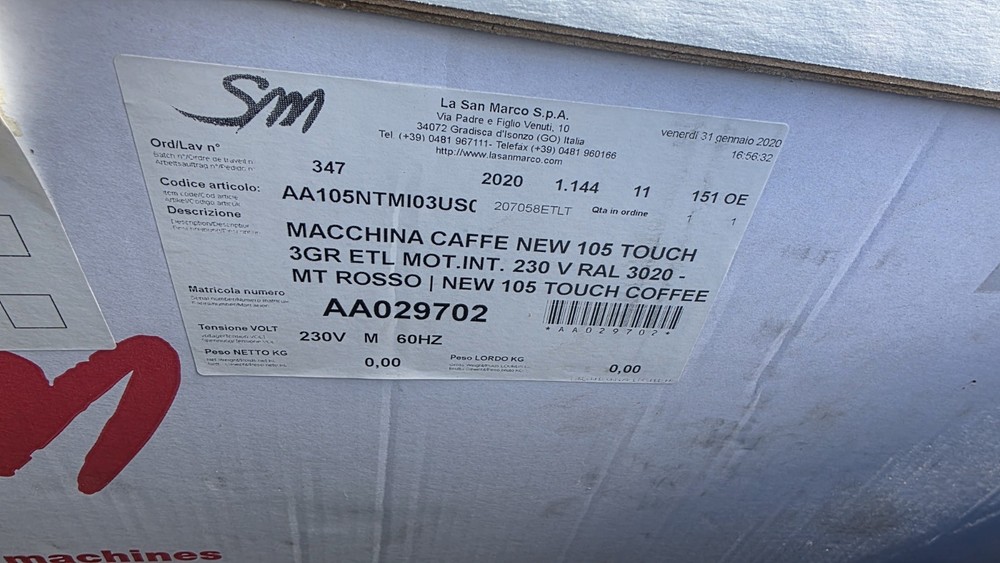 SM
La San Marco S.p.A.
Via Padre e Figlio Venuti, 10
34072 Gradisca d'Isonzo (GO) Italia
Tel. (+39) 0481 967111- Telefax (+39) 0481 960166
http://www.lasanmarco.com
venerdì 31 gennaio 2020
16:56:32
Ord/Lav n°
347
2020 1.144 11 151 OE
Codice articolo:
AA105NTMI03US
207058ETLT
Qta in ordine
1 1
Descrizione
MACCHINA CAFFE NEW 105 TOUCH
3GR ETL MOT.INT. 230 V RAL 3020 -
MT ROSSO | NEW 105 TOUCH COFFEE
Matricola numero
AA029702
*AA029702*
Tensione VOLT
230V M 60HZ
Peso NETTO KG
0,00
Peso LORDO KG
0,00
machines